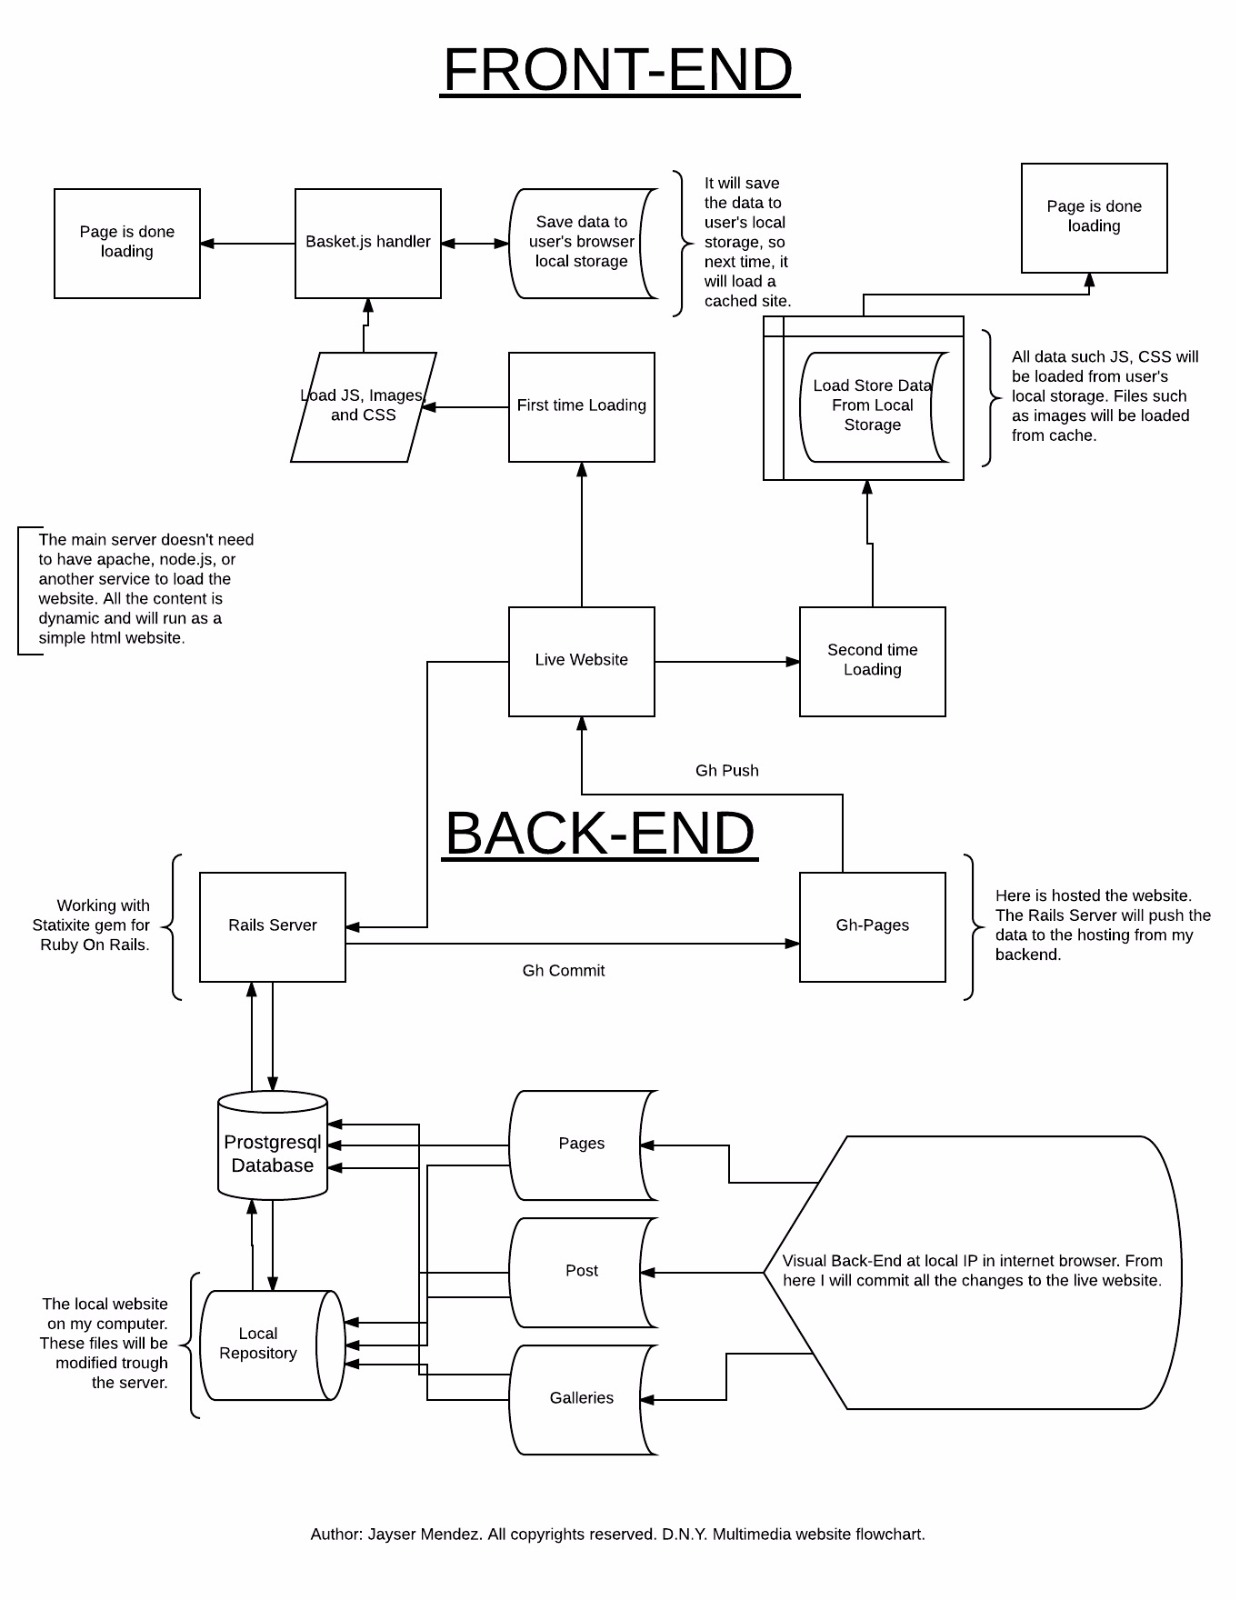 FRONT-END
Page is done
loading
Basket.js handler
Save data to
user's browser
local storage
It will save
the data to
user's local
storage, so
next time, it
will load a
cached site.
Page is done
loading
Load JS, Images,
and CSS
First time Loading
Load Store Data
From Local
Storage
All data such JS, CSS will
be loaded from user's
local storage. Files such
as images will be loaded
from cache.
The main server doesn't need
to have apache, node.js, or
another service to load the
website. All the content is
dynamic and will run as a
simple html website.
Live Website
Second time
Loading
Gh Push
BACK-END
Working with
Statixite gem for
Ruby On Rails.
Rails Server
Gh Commit
Gh-Pages
Here is hosted the website.
The Rails Server will push the
data to the hosting from my
backend.
Prostgresql
Database
Pages
Post
Visual Back-End at local IP in internet browser. From
here I will commit all the changes to the live website.
The local website
on my computer.
These files will be
modified trough
the server.
Local
Repository
Galleries
Author: Jayser Mendez. All copyrights reserved. D.N.Y. Multimedia website flowchart.